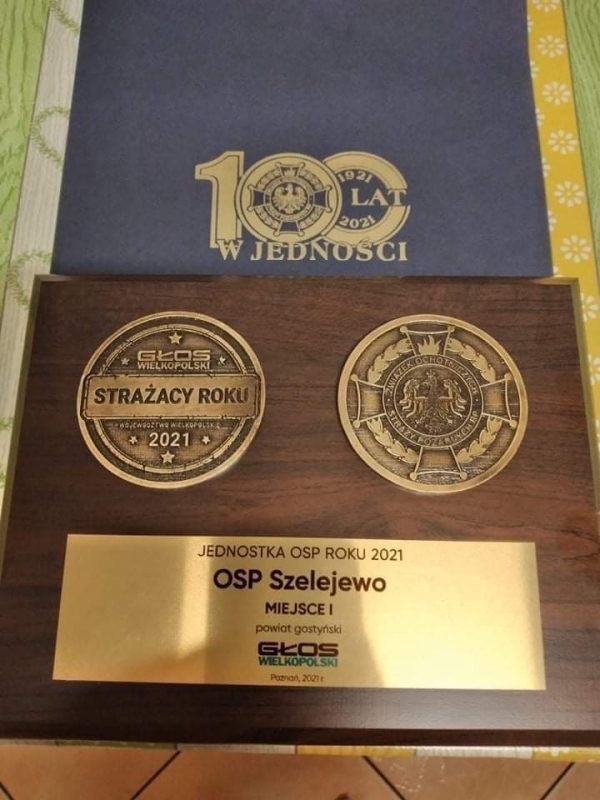 100
1921
LAT
2021
W JEDNOŚCI
GŁOS
WIELKOPOLSKI
STRAŻACY ROKU
WOJEWÓDZTWO WIELKOPOLSKIE
2021
ZWIĄZEK OCHOTNICZYCH
STRAŻY POŻARNYCH RP
JEDNOSTKA OSP ROKU 2021
OSP Szelejewo
MIEJSCE I
powiat gostyński
GŁOS
WIELKOPOLSKI
Poznań, 2021 r.